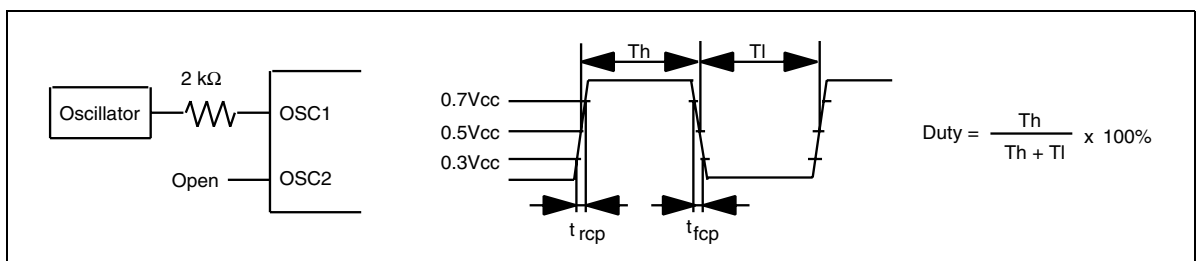 Oscillator
2 kΩ
OSC1
Open
OSC2
Th
Tl
0.7Vcc
0.5Vcc
0.3Vcc
t rcp
t fcp
Duty = Th / Th + Tl x 100%